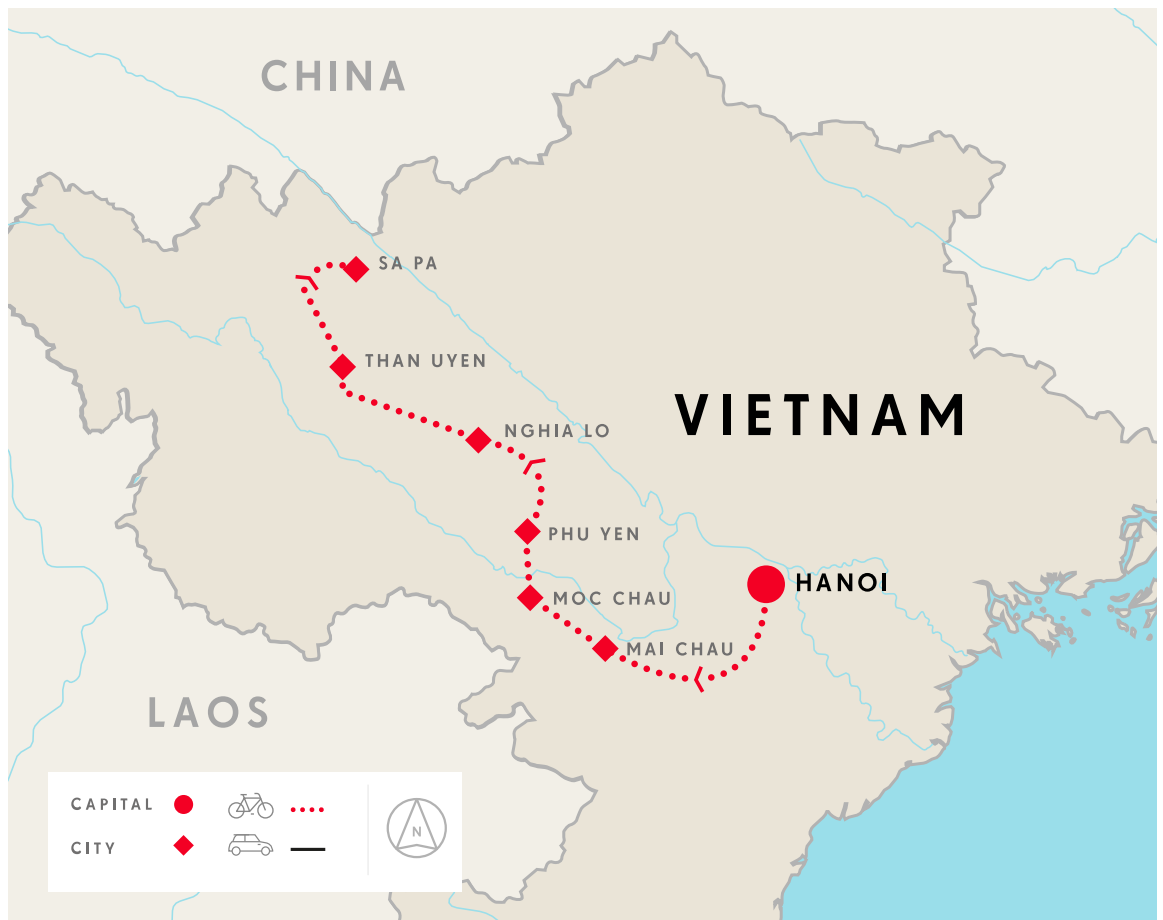 CHINA
SA PA
THAN UYEN
VIETNAM
NGHIA LO
PHU YEN
HANOI
MOC CHAU
MAI CHAU
LAOS
CAPITAL
CITY
N